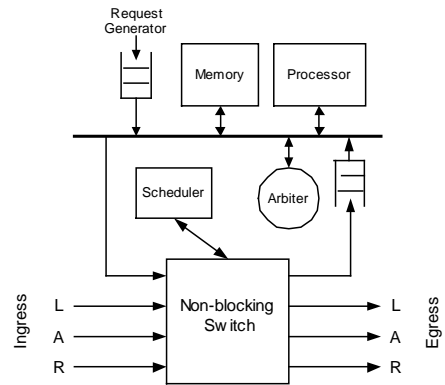 Request
Generator
Memory
Processor
Scheduler
Arbiter
Ingress
L
A
R
Non-blocking
Switch
L
A
R
Egress